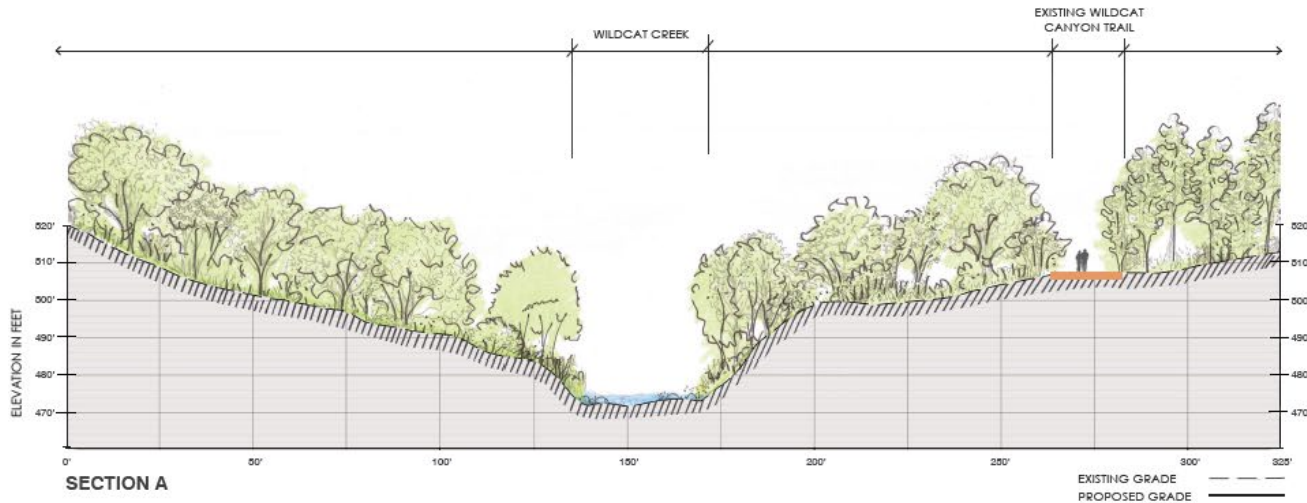 EXISTING WILDCAT
CANYON TRAIL
WILDCAT CREEK
520' 520'
510' 510'
500' 500'
490' 490'
480' 480'
470' 470'
ELEVATION IN FEET
0' 50' 100' 150' 200' 250' 300' 325'
SECTION A
EXISTING GRADE
PROPOSED GRADE